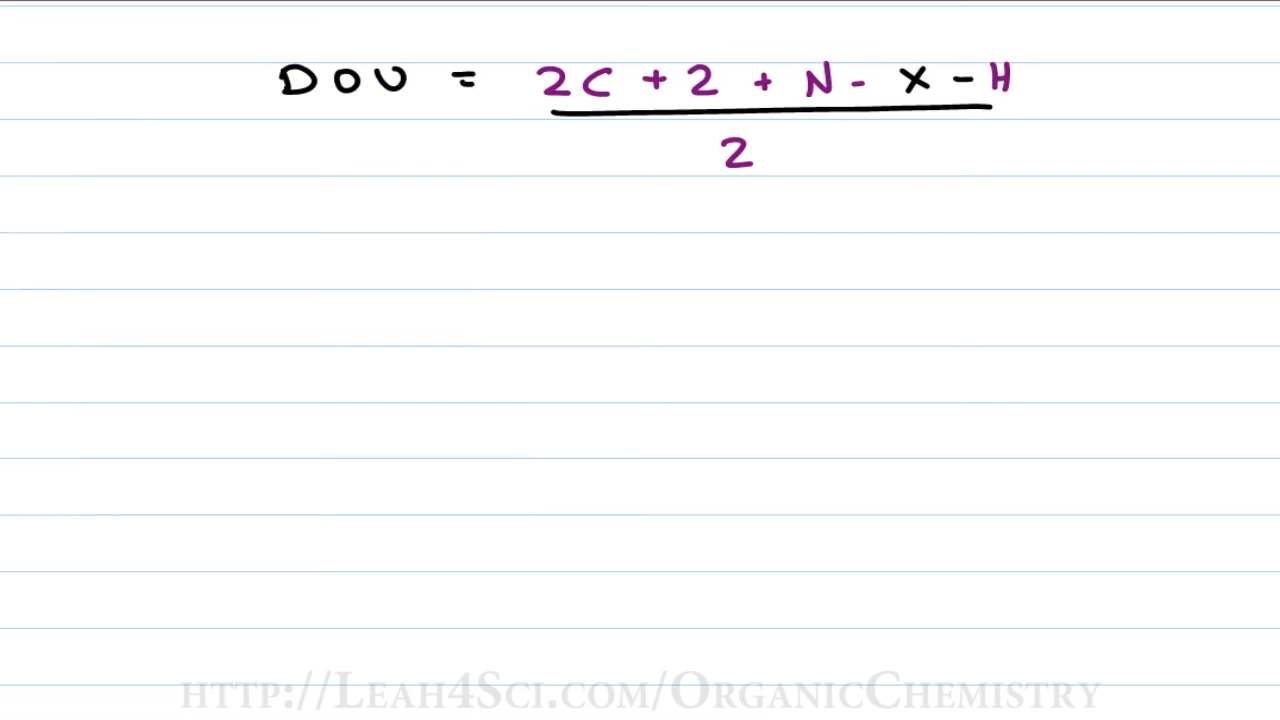 DOU = 2C + 2 + N - X - H
2
HTTP://LEAH4SCI.COM/ORGANICCHEMISTRY